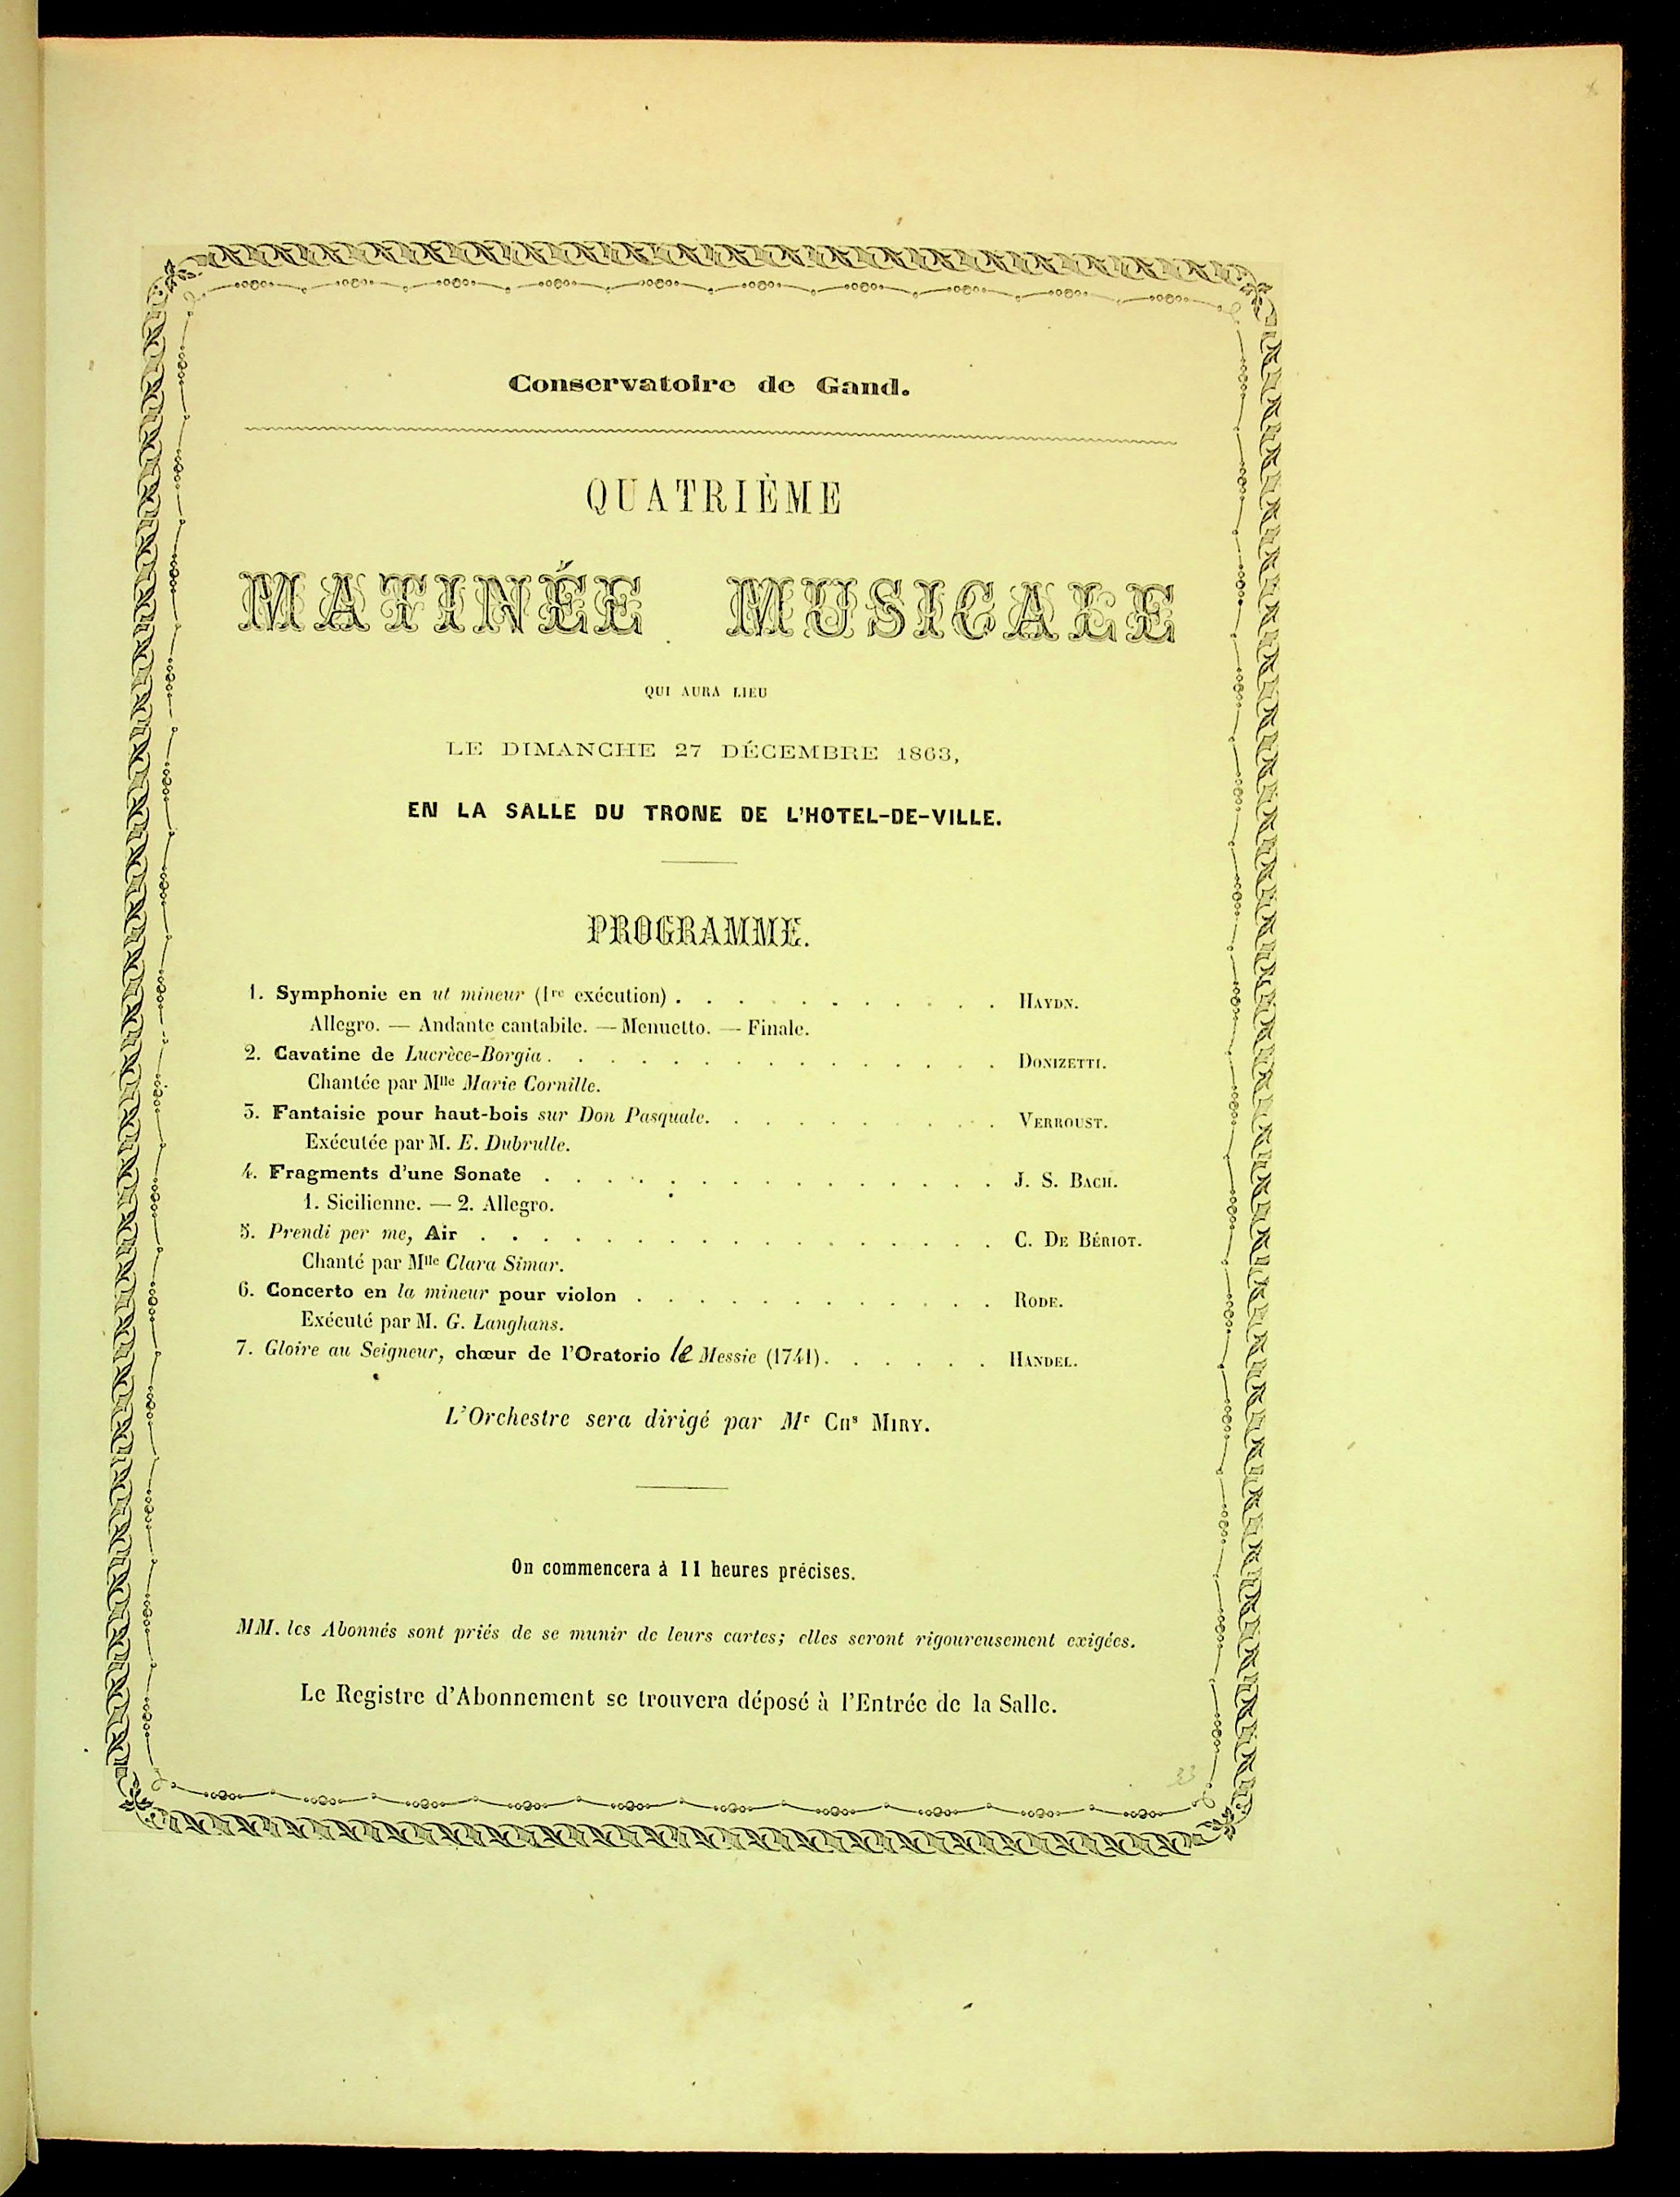 Conservatoire de Gand.
QUATRIÈME
MATINÉE MUSICALE
QUI AURA LIEU
LE DIMANCHE 27 DÉCEMBRE 1863,
EN LA SALLE DU TRONE DE L'HOTEL-DE-VILLE.
PROGRAMME.
1. Symphonie en ut mineur (1re exécution) . . . . . . . . . . . HAYDN.
Allegro. — Andante cantabile. — Menuetto. — Finale.
2. Cavatine de Lucrèce-Borgia . . . . . . . . . . . . . . . DONIZETTI.
Chantée par Mlle Marie Cornille.
3. Fantaisie pour haut-bois sur Don Pasquale. . . . . . . . . . VERROUST.
Exécutée par M. E. Dubrulle.
4. Fragments d'une Sonate . . . . . . . . . . . . . . . J. S. BACH.
1. Sicilienne. — 2. Allegro.
5. Prendi per me, Air . . . . . . . . . . . . . . . . . C. DE BÉRIOT.
Chanté par Mlle Clara Simar.
6. Concerto en la mineur pour violon . . . . . . . . . . . . RODE.
Exécuté par M. G. Langhans.
7. Gloire au Seigneur, chœur de l'Oratorio le Messie (1741). . . . . . HANDEL.
L'Orchestre sera dirigé par Mr CHs MIRY.
On commencera à 11 heures précises.
MM. les Abonnés sont priés de se munir de leurs cartes; elles seront rigoureusement exigées.
Le Registre d'Abonnement se trouvera déposé à l'Entrée de la Salle.
33